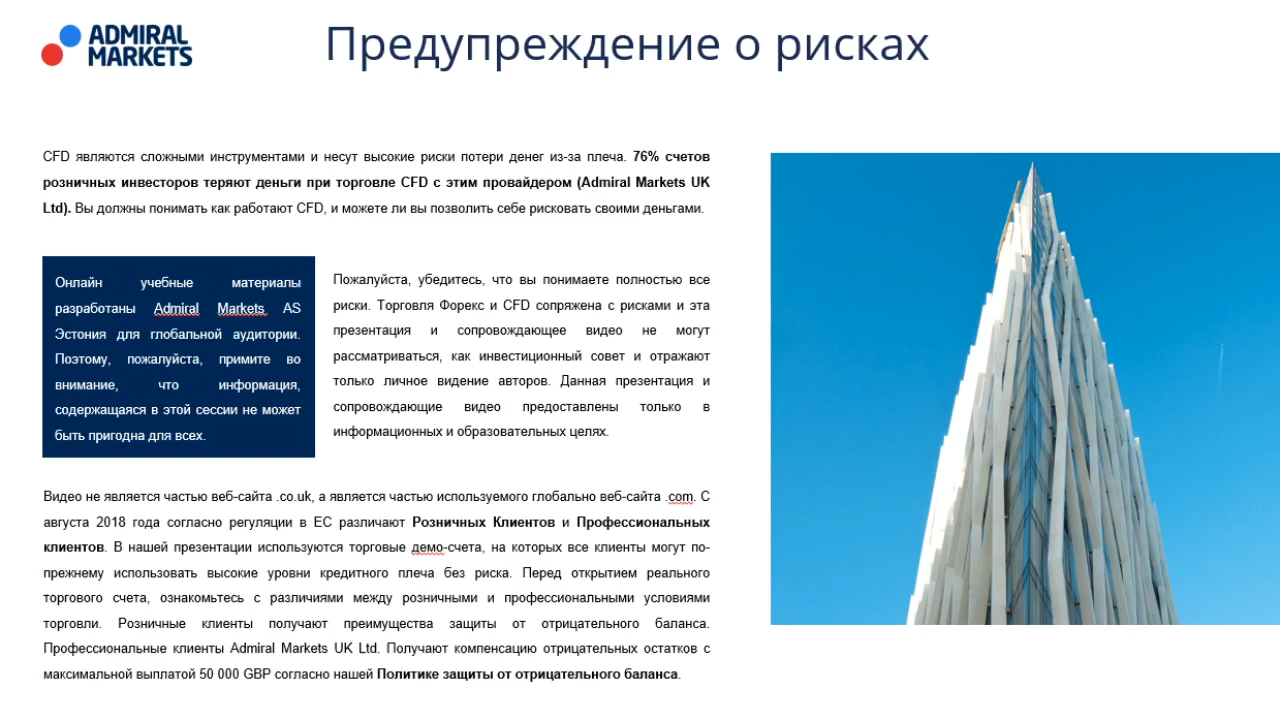 ADMIRAL
MARKETS
Предупреждение о рисках
CFD являются сложными инструментами и несут высокие риски потери денег из-за плеча. 76% счетов
розничных инвесторов теряют деньги при торговле CFD с этим провайдером (Admiral Markets UK
Ltd). Вы должны понимать как работают CFD, и можете ли вы позволить себе рисковать своими деньгами.
Онлайн учебные материалы
разработаны Admiral Markets AS
Эстония для глобальной аудитории.
Поэтому, пожалуйста, примите во
внимание, что информация,
содержащаяся в этой сессии не может
быть пригодна для всех.
Пожалуйста, убедитесь, что вы понимаете полностью все
риски. Торговля Форекс и CFD сопряжена с рисками и эта
презентация и сопровождающее видео не могут
рассматриваться, как инвестиционный совет и отражают
только личное видение авторов. Данная презентация и
сопровождающие видео предоставлены только в
информационных и образовательных целях.
Видео не является частью веб-сайта .co.uk, а является частью используемого глобально веб-сайта .com. С
августа 2018 года согласно регуляции в ЕС различают Розничных Клиентов и Профессиональных
клиентов. В нашей презентации используются торговые демо-счета, на которых все клиенты могут по-
прежнему использовать высокие уровни кредитного плеча без риска. Перед открытием реального
торгового счета, ознакомьтесь с различиями между розничными и профессиональными условиями
торговли. Розничные клиенты получают преимущества защиты от отрицательного баланса.
Профессиональные клиенты Admiral Markets UK Ltd. Получают компенсацию отрицательных остатков с
максимальной выплатой 50 000 GBP согласно нашей Политике защиты от отрицательного баланса.